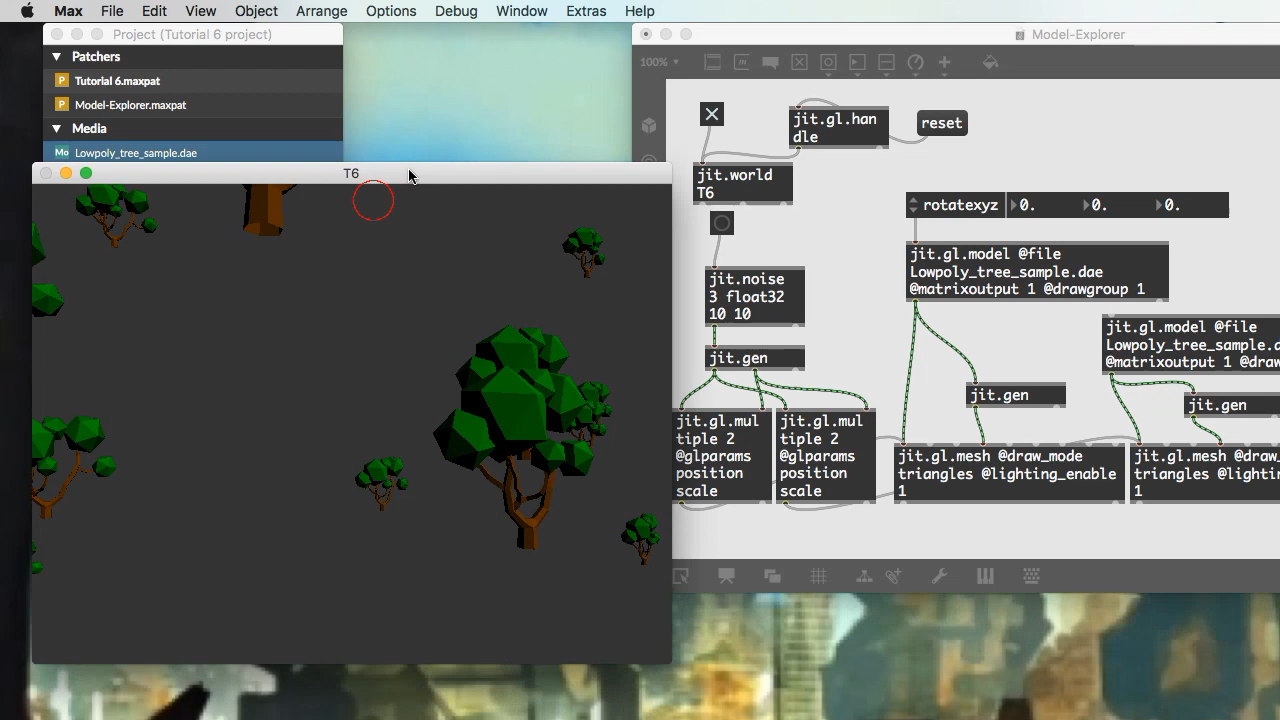 Max File Edit View Object Arrange Options Debug Window Extras Help
Project (Tutorial 6 project)
Patchers
P Tutorial 6.maxpat
P Model-Explorer.maxpat
Media
Mo Lowpoly_tree_sample.dae
T6
Model-Explorer
100%
jit.gl.han
dle
reset
jit.world
T6
rotatexyz 0. 0. 0.
jit.noise
3 float32
10 10
jit.gl.model @file
Lowpoly_tree_sample.dae
@matrixoutput 1 @drawgroup 1
jit.gl.model @file
Lowpoly_tree_sample.d
@matrixoutput 1 @dra
jit.gen
jit.gen
jit.gen
jit.gl.mul
tiple 2
@glparams
position
scale
jit.gl.mul
tiple 2
@glparams
position
scale
jit.gl.mesh @draw_mode
triangles @lighting_enable
1
jit.gl.mesh @draw_
triangles @lightin
1